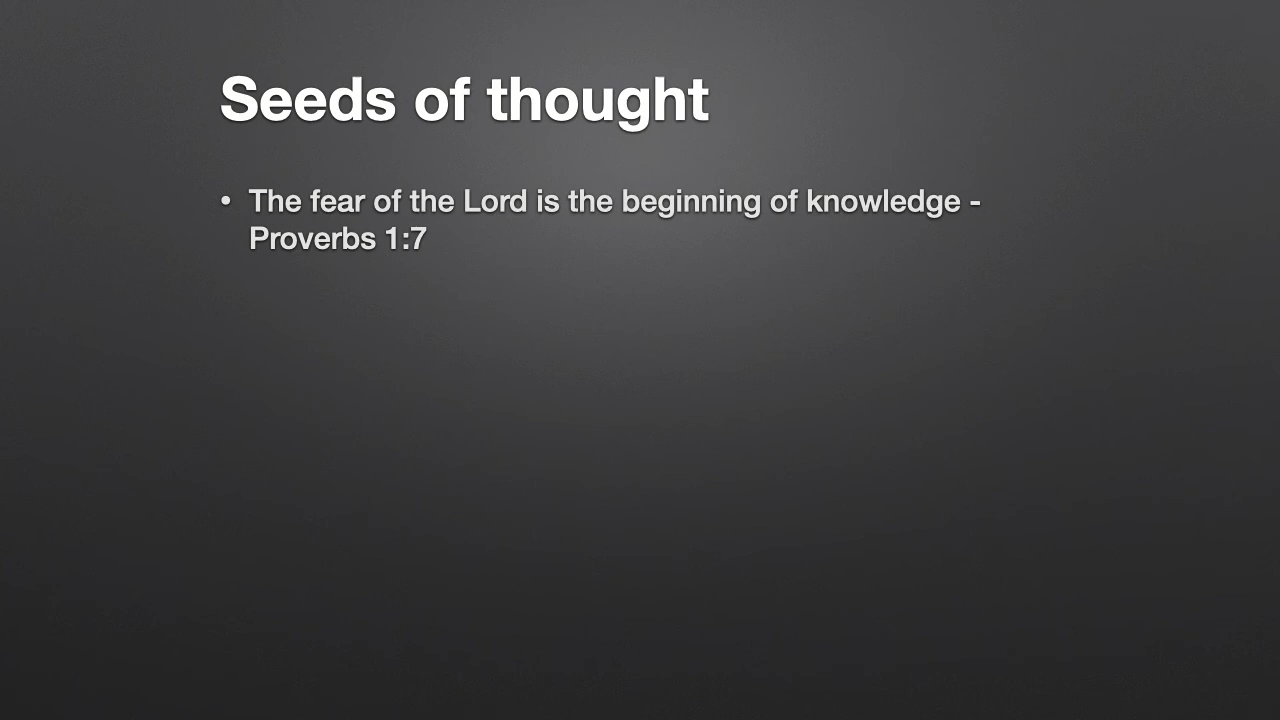 Seeds of thought
• The fear of the Lord is the beginning of knowledge -
Proverbs 1:7